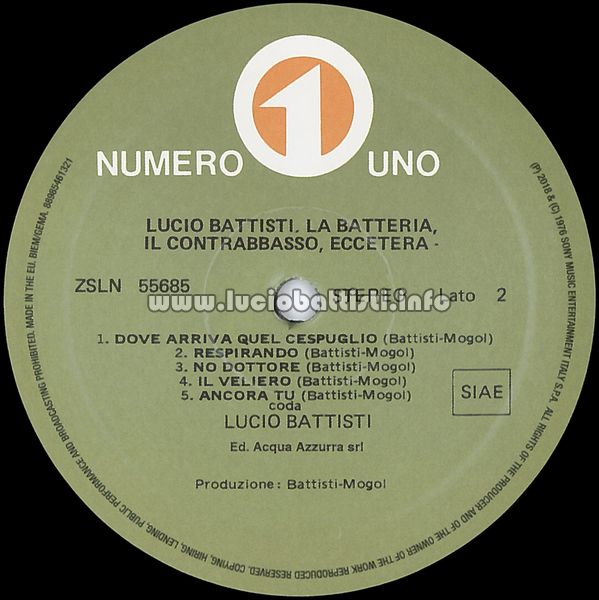 1
NUMERO UNO
LUCIO BATTISTI. LA BATTERIA,
IL CONTRABBASSO, ECCETERA -
ZSLN 55685 STEREO Lato 2
www.luciobattisti.info
1. DOVE ARRIVA QUEL CESPUGLIO (Battisti-Mogol)
2. RESPIRANDO (Battisti-Mogol)
3. NO DOTTORE (Battisti-Mogol)
4. IL VELIERO (Battisti-Mogol)
5. ANCORA TU (Battisti-Mogol)
coda
SIAE
LUCIO BATTISTI
Ed. Acqua Azzurra srl
Produzione: Battisti-Mogol
(P) 2018 & (C) 1976 SONY MUSIC ENTERTAINMENT ITALY S.P.A. ALL RIGHTS OF THE PRODUCER AND OF THE OWNER OF THE WORK REPRODUCED RESERVED. COPYING, HIRING, LENDING, PUBLIC PERFORMANCE AND BROADCASTING PROHIBITED. MADE IN THE EU. BIEM/GEMA. 88985461321